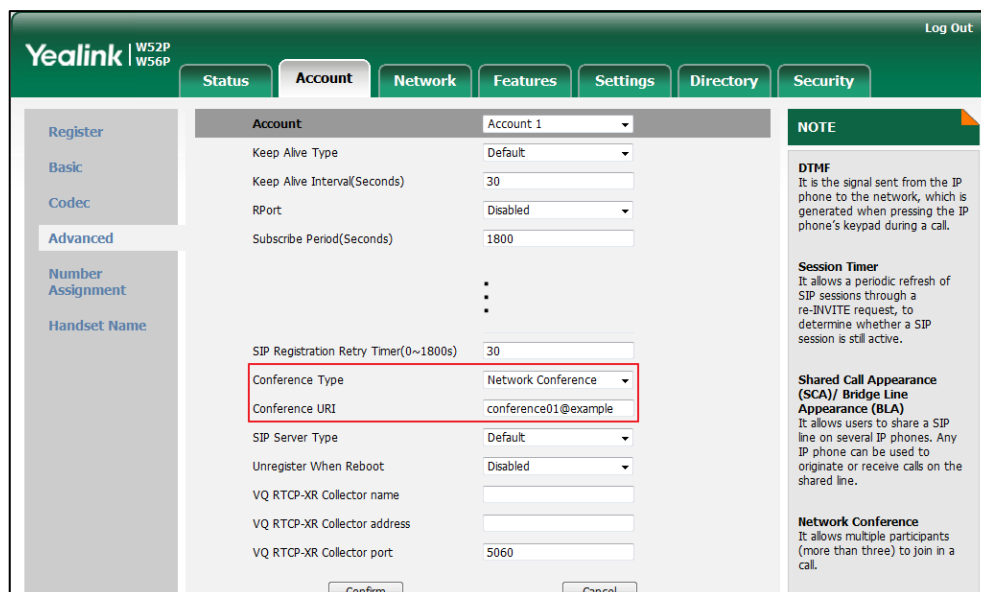 Log Out
Yealink W52P
W56P
Status Account Network Features Settings Directory Security
Register
Basic
Codec
Advanced
Number
Assignment
Handset Name
Account Account 1
Keep Alive Type Default
Keep Alive Interval(Seconds) 30
RPort Disabled
Subscribe Period(Seconds) 1800
SIP Registration Retry Timer(0~1800s) 30
Conference Type Network Conference
Conference URI conference01@example
SIP Server Type Default
Unregister When Reboot Disabled
VQ RTCP-XR Collector name
VQ RTCP-XR Collector address
VQ RTCP-XR Collector port 5060
Confirm Cancel
NOTE
DTMF
It is the signal sent from the IP
phone to the network, which is
generated when pressing the IP
phone's keypad during a call.
Session Timer
It allows a periodic refresh of
SIP sessions through a
re-INVITE request, to
determine whether a SIP
session is still active.
Shared Call Appearance
(SCA)/ Bridge Line
Appearance (BLA)
It allows users to share a SIP
line on several IP phones. Any
IP phone can be used to
originate or receive calls on the
shared line.
Network Conference
It allows multiple participants
(more than three) to join in a
call.